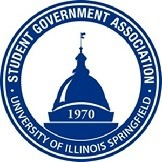 · STUDENT GOVERNMENT ASSOCIATION ·
UNIVERSITY OF ILLINOIS SPRINGFIELD
1970